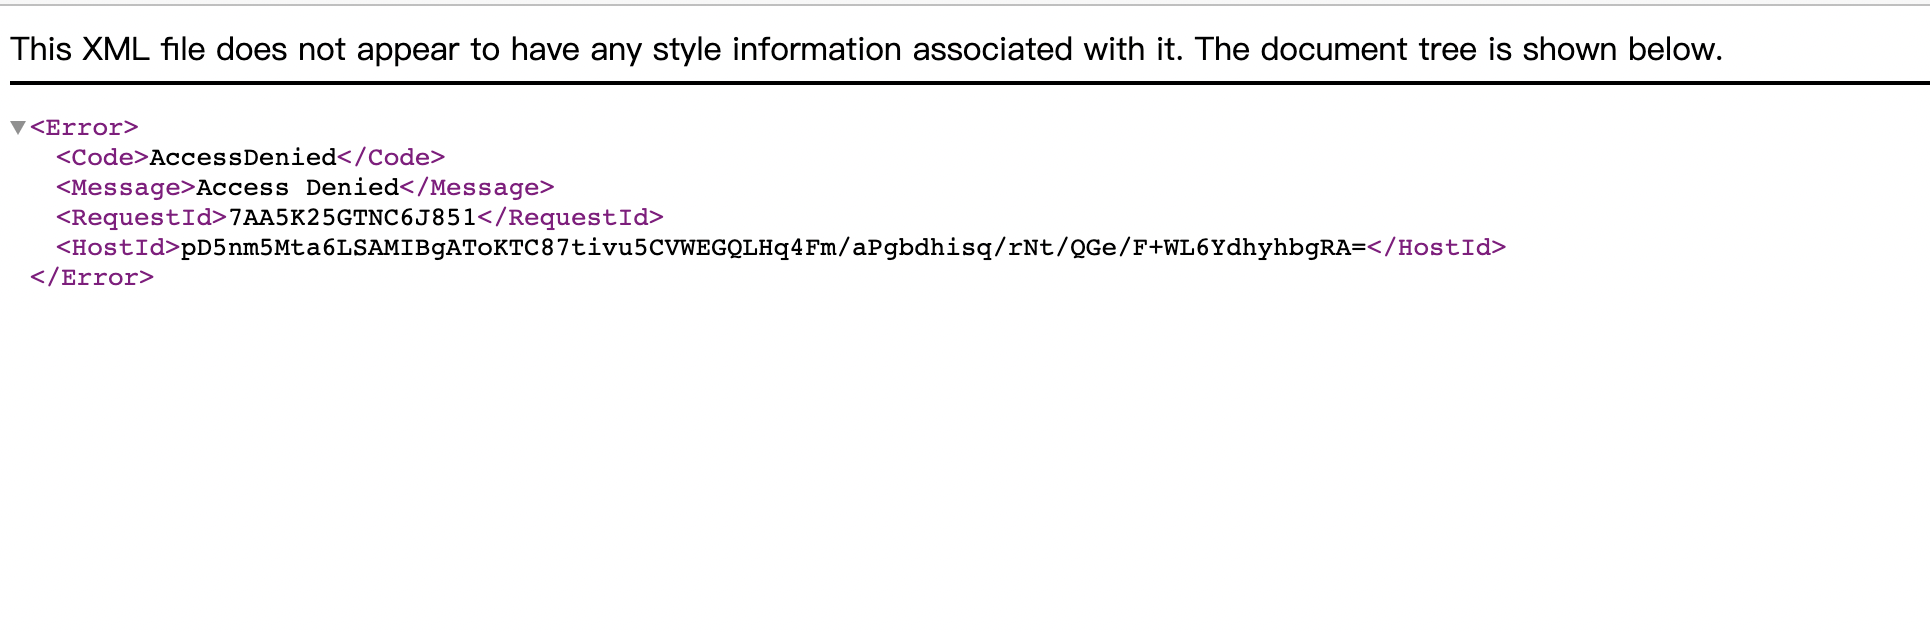 This XML file does not appear to have any style information associated with it. The document tree is shown below.
▼<Error>
<Code>AccessDenied</Code>
<Message>Access Denied</Message>
<RequestId>7AA5K25GTNC6J851</RequestId>
<HostId>pD5nm5Mta6LSAMIBgAToKTC87tivu5CVWEGQLHq4Fm/aPgbdhisq/rNt/QGe/F+WL6YdhyhbgRA=</HostId>
</Error>